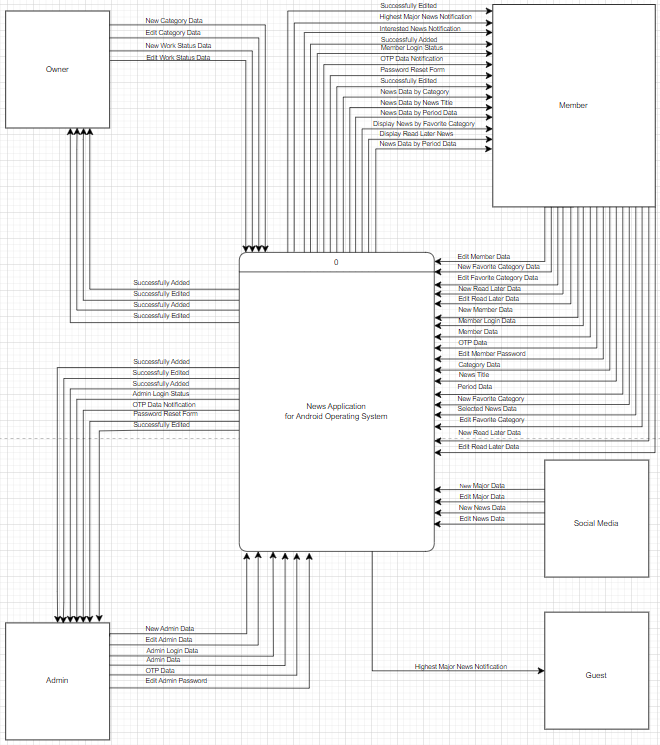 Owner
New Category Data
Edit Category Data
New Work Status Data
Edit Work Status Data
Successfully Edited
Highest Major News Notification
Interested News Notification
Successfully Added
Member Login Status
OTP Data Notification
Password Reset Form
Successfully Edited
News Data by Category
News Data by News Title
News Data by Period Data
Display News by Favorite Category
Display Read Later News
News Data by Period Data
Member
Successfully Added
Successfully Edited
Successfully Added
Successfully Edited
Successfully Added
Successfully Edited
Successfully Added
Admin Login Status
OTP Data Notification
Password Reset Form
Successfully Edited
0
News Application
for Android Operating System
Edit Member Data
New Favorite Category Data
Edit Favorite Category Data
New Read Later Data
Edit Read Later Data
New Member Data
Member Login Data
Member Data
OTP Data
Edit Member Password
Category Data
News Title
Period Data
New Favorite Category
Selected News Data
Edit Favorite Category
New Read Later Data
Edit Read Later Data
New Major Data
Edit Major Data
New News Data
Edit News Data
Social Media
Admin
New Admin Data
Edit Admin Data
Admin Login Data
Admin Data
OTP Data
Edit Admin Password
Highest Major News Notification
Guest